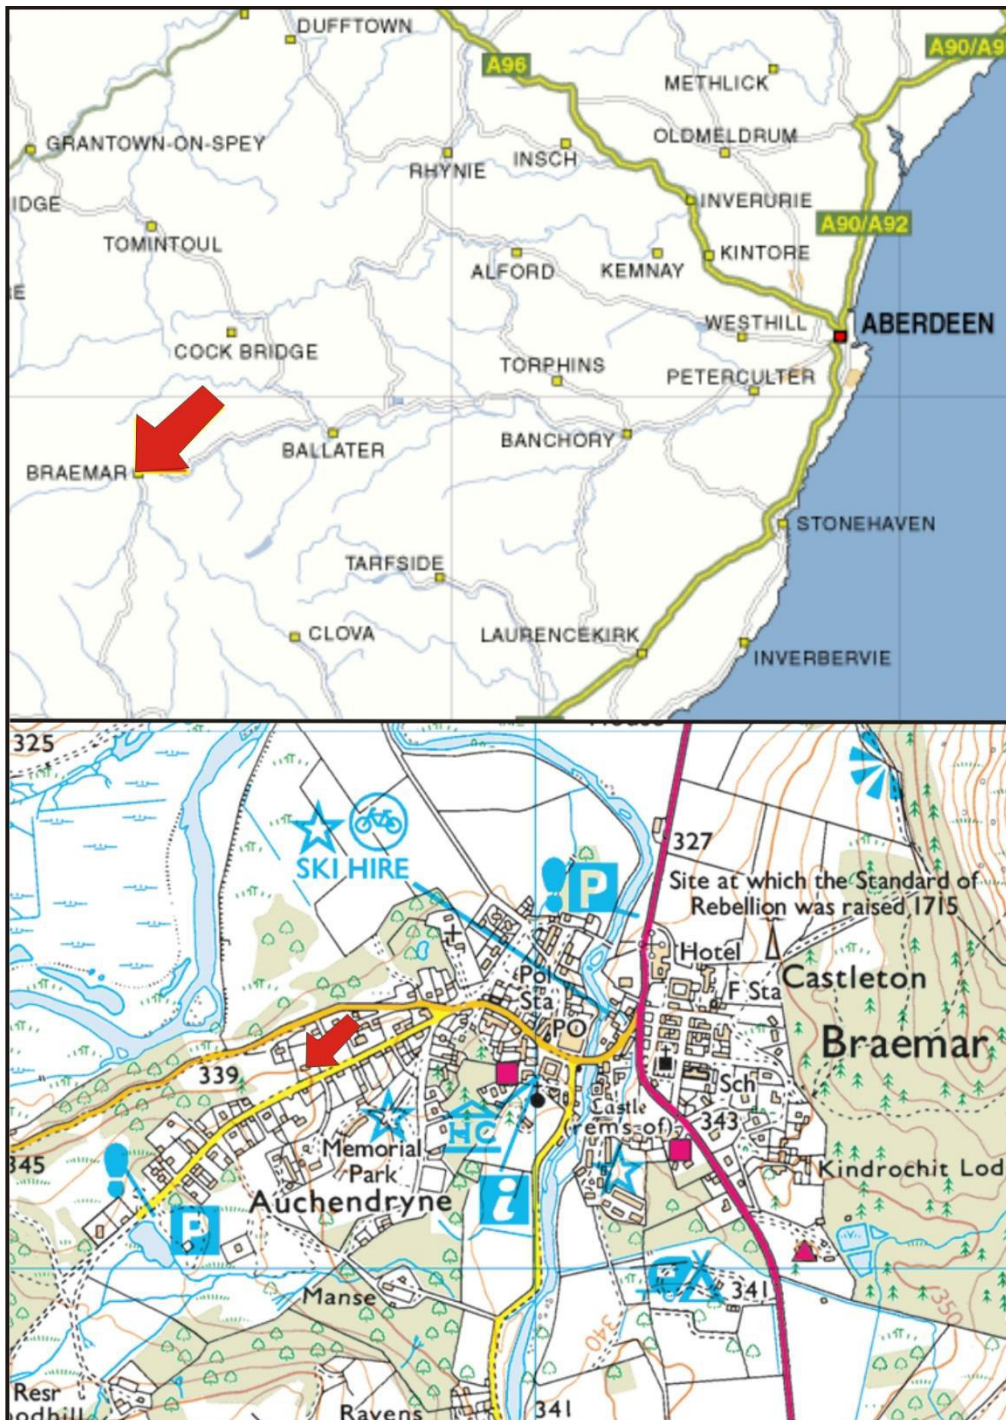 DUFFTOWN
A96
A90/A9
METHLICK
GRANTOWN-ON-SPEY
OLDMELDRUM
INSCH
RHYNIE
IDGE
INVERURIE
A90/A92
TOMINTOUL
KINTORE
ALFORD
KEMNAY
WESTHILL
ABERDEEN
COCK BRIDGE
TORPHINS
PETERCULTER
BALLATER
BANCHORY
BRAEMAR
STONEHAVEN
TARFSIDE
CLOVA
LAURENCEKIRK
INVERBERVIE
325
SKI HIRE
327
P
Site at which the Standard of
Rebellion was raised 1715
Hotel
Pol
Sta
F Sta
Castleton
PO
Braemar
339
Sch
Castle
(rems of)
343
HC
345
Memorial
Park
Kindrochit Lod
Auchendryne
i
P
Manse
341
340
350
Resr
odhill
Ravens
341